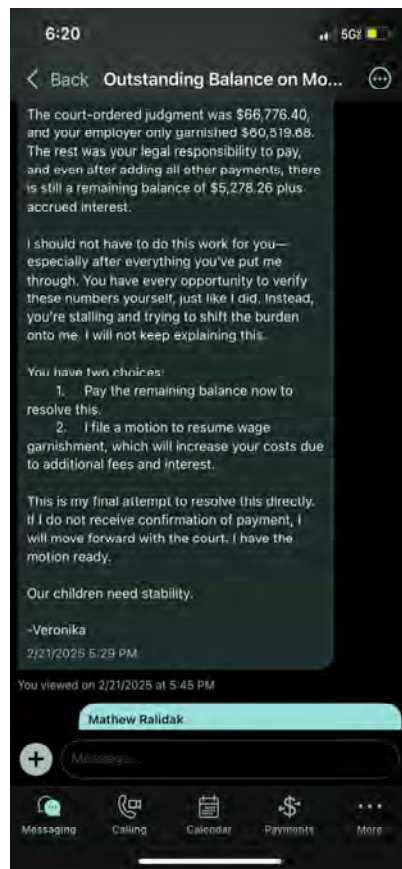 6:20
5G
Back Outstanding Balance on Mo...
The court-ordered judgment was $66,776.40,
and your employer only garnished $60,519.68.
The rest was your legal responsibility to pay,
and even after adding all other payments, there
is still a remaining balance of $5,278.26 plus
accrued interest.
I should not have to do this work for you—
especially after everything you've put me
through. You have every opportunity to verify
these numbers yourself, just like I did. Instead,
you're stalling and trying to shift the burden
onto me. I will not keep explaining this.
You have two choices:
1. Pay the remaining balance now to
resolve this.
2. I file a motion to resume wage
garnishment, which will increase your costs due
to additional fees and interest.
This is my final attempt to resolve this directly.
If I do not receive confirmation of payment, I
will move forward with the court. I have the
motion ready.
Our children need stability.
-Veronika
2/21/2025 5:29 PM
You viewed on 2/21/2025 at 5:45 PM
Mathew Ralidak
Message...
Messaging Calling Calendar Payments More